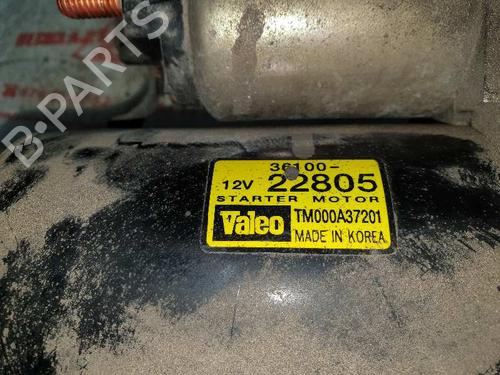 B-PARTS
36100-
12V 22805
STARTER MOTOR
Valeo TM000A37201
MADE IN KOREA